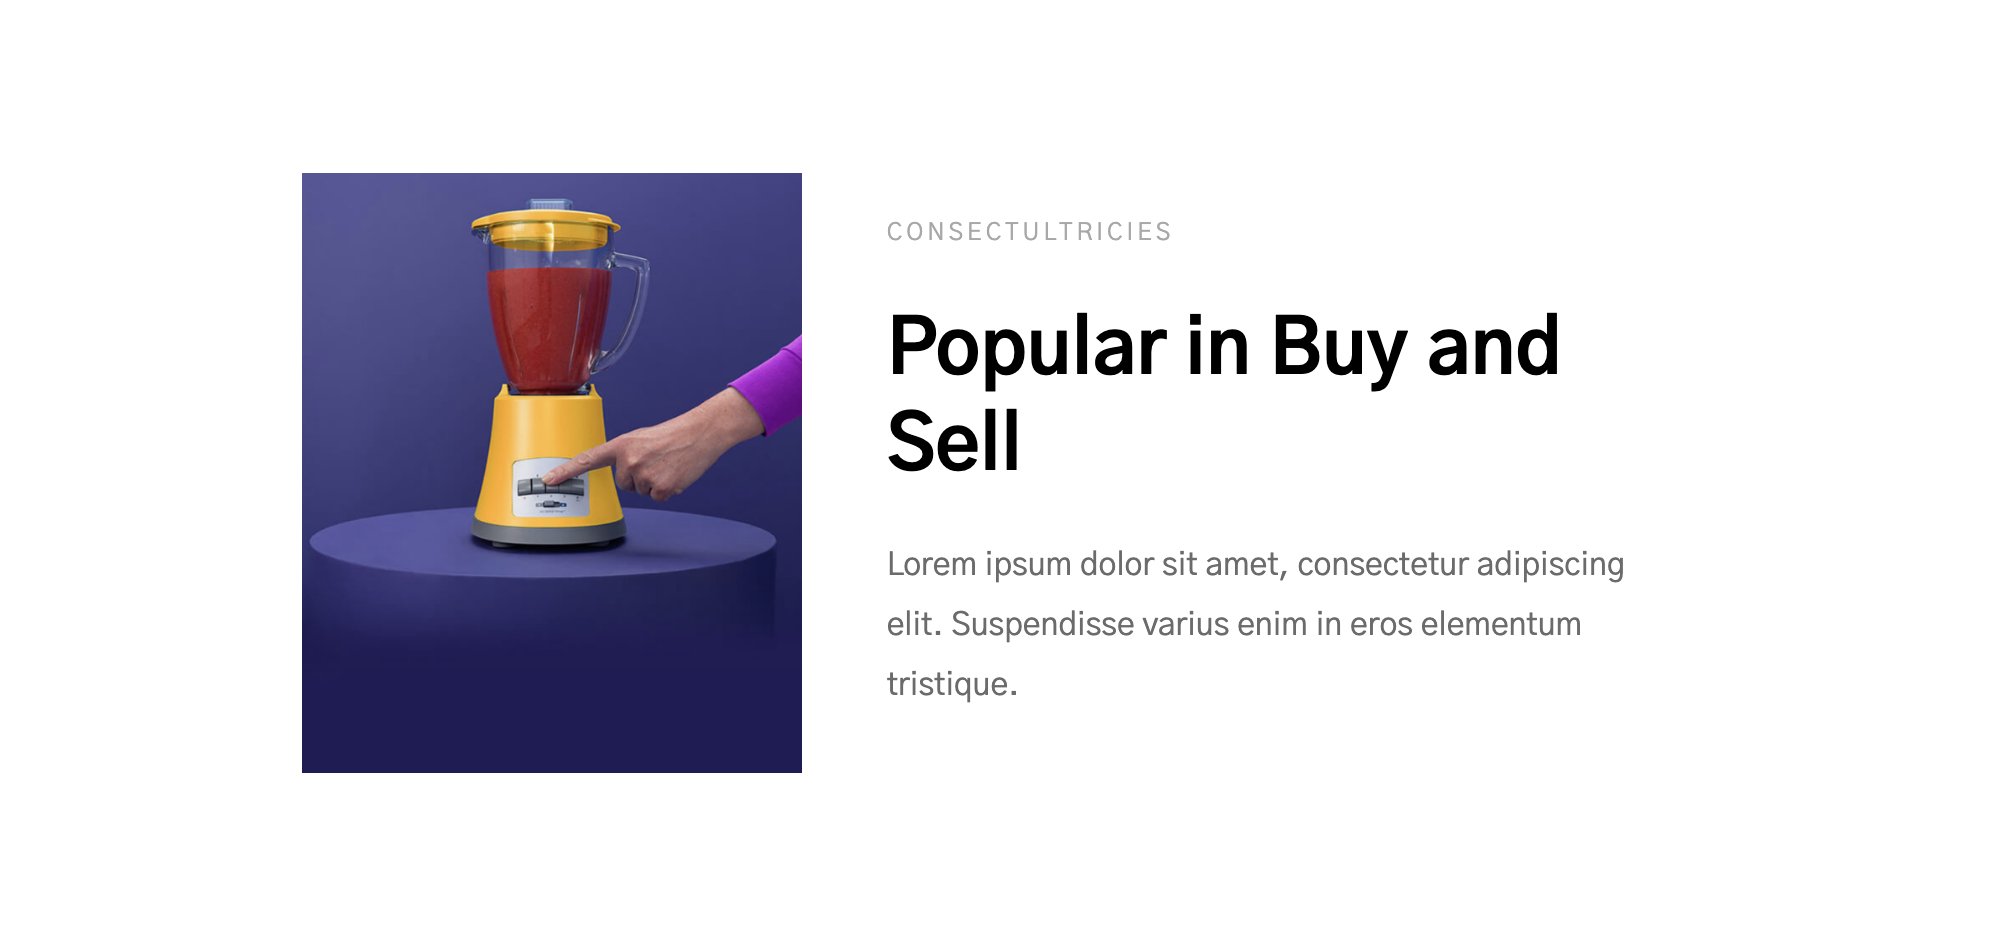 CONSECTULTRICIES
Popular in Buy and
Sell
Lorem ipsum dolor sit amet, consectetur adipiscing
elit. Suspendisse varius enim in eros elementum
tristique.